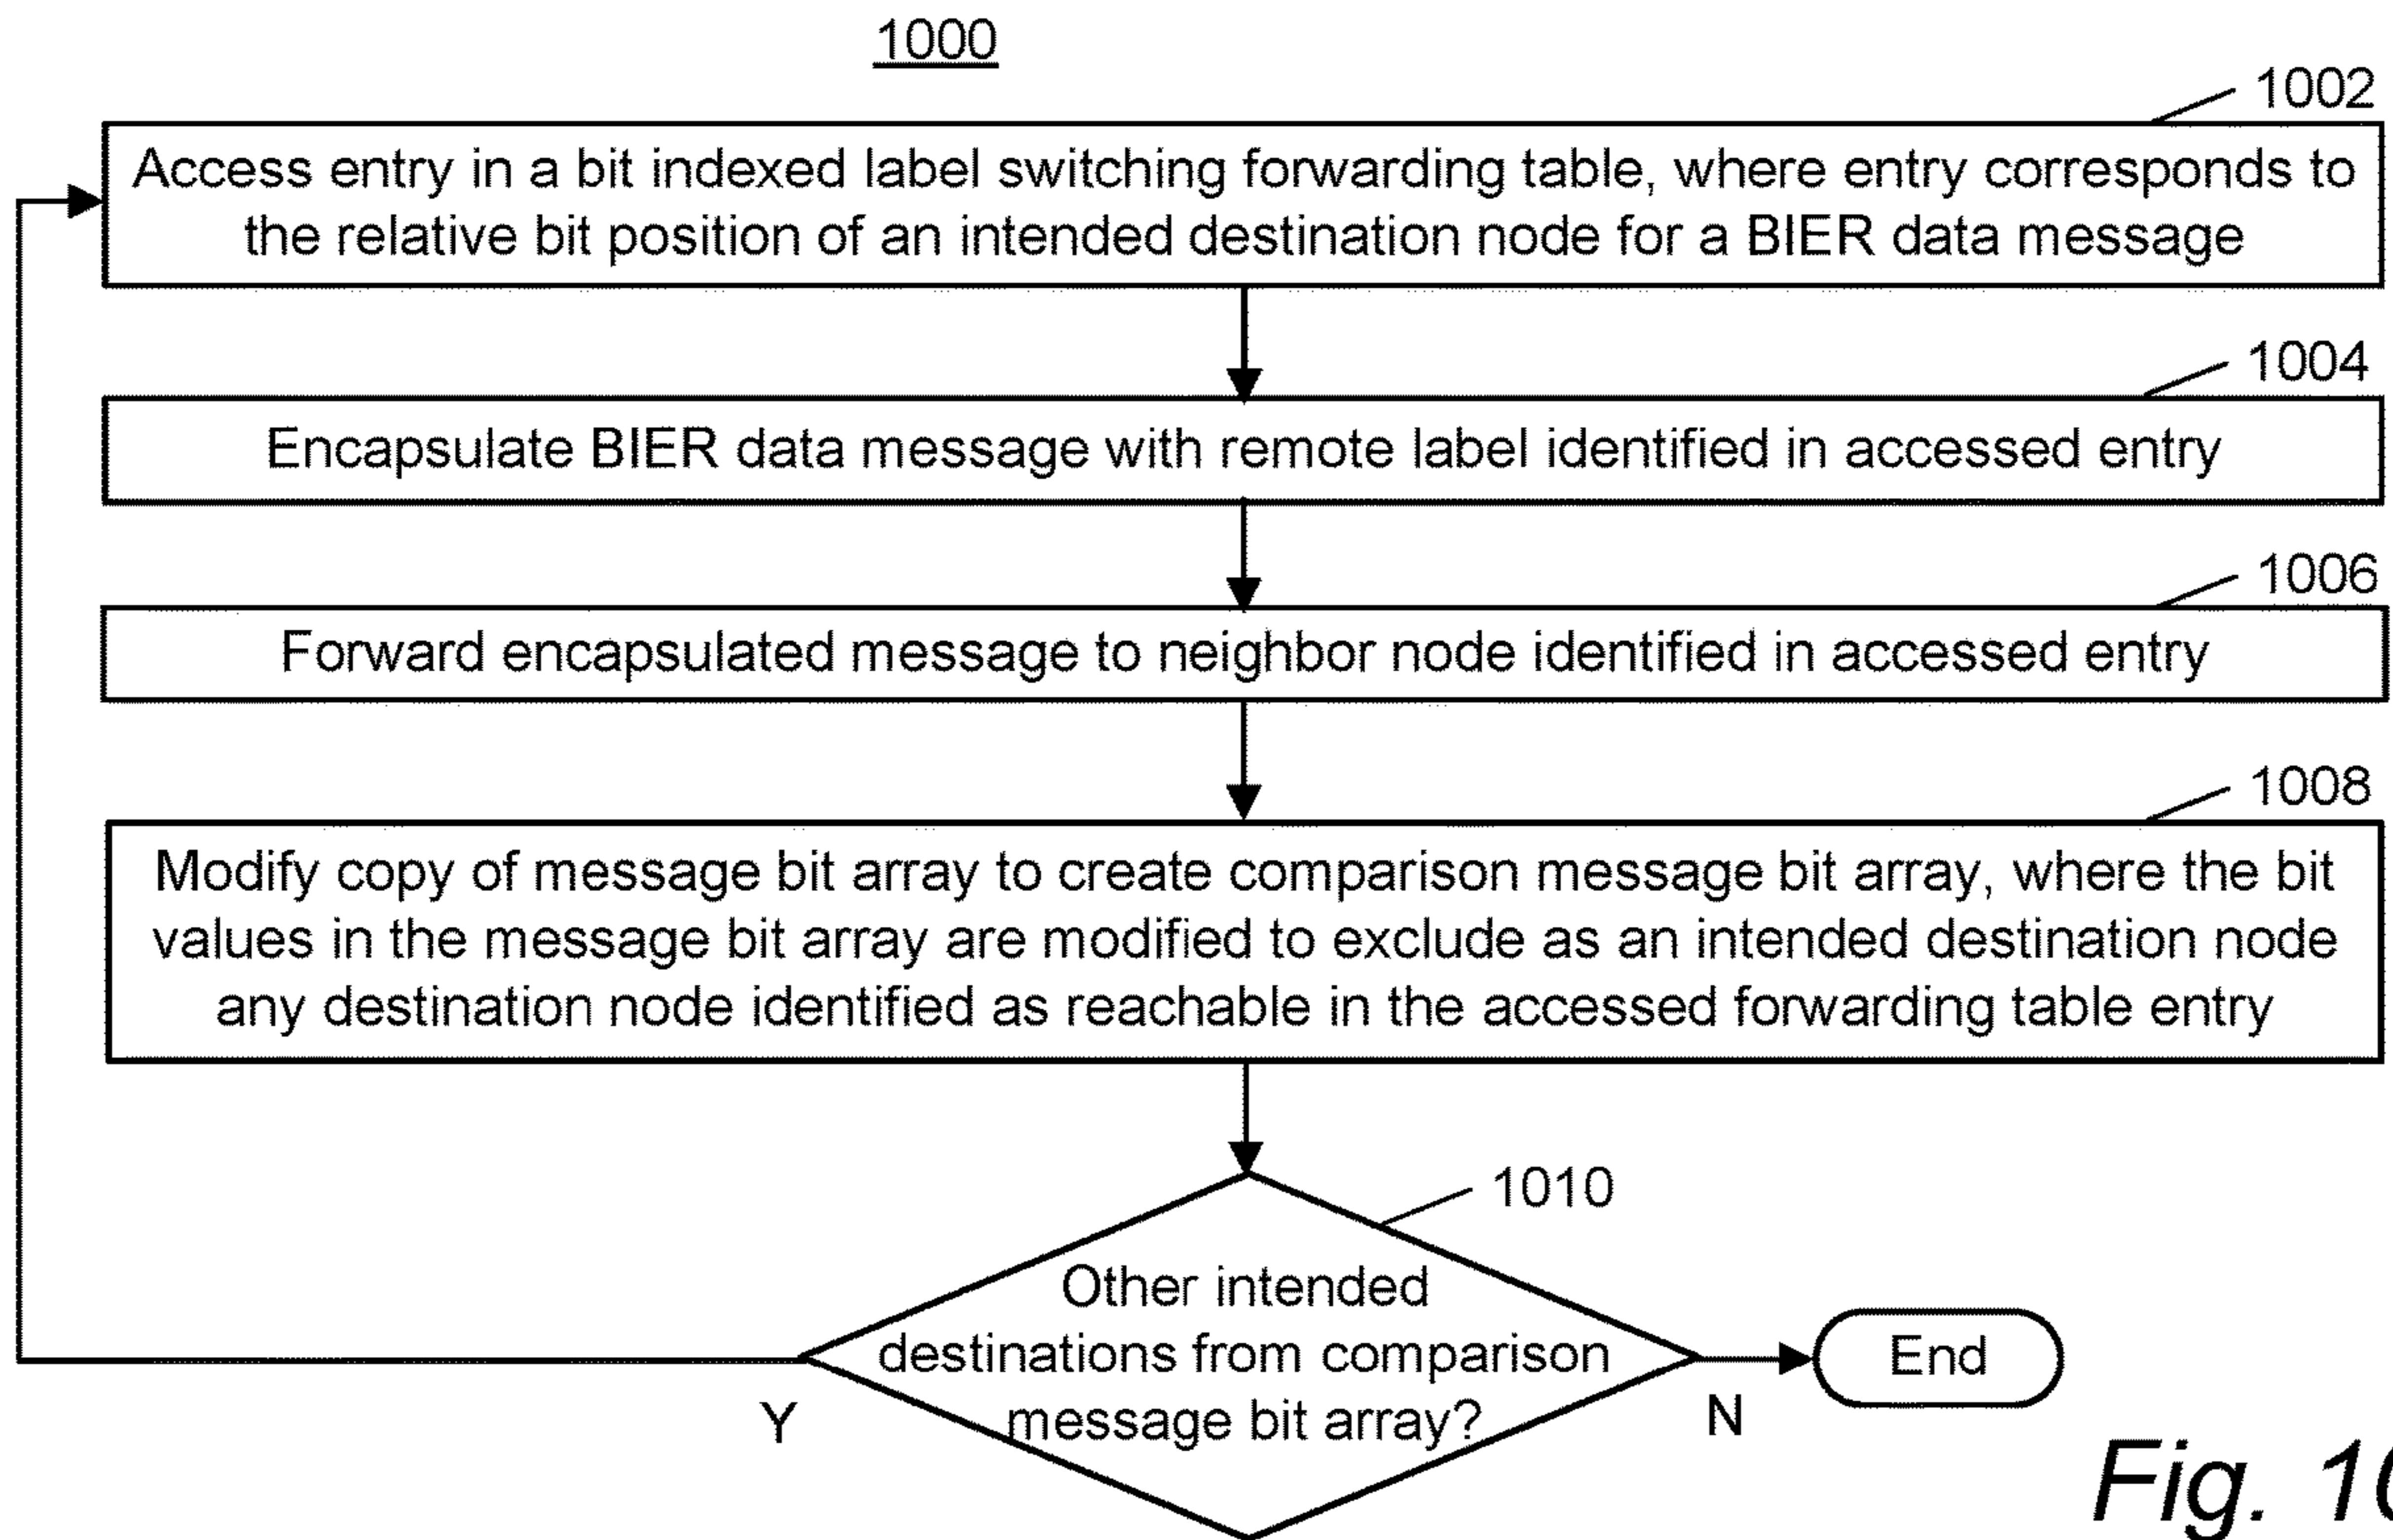 1000
1002
Access entry in a bit indexed label switching forwarding table, where entry corresponds to
the relative bit position of an intended destination node for a BIER data message
1004
Encapsulate BIER data message with remote label identified in accessed entry
1006
Forward encapsulated message to neighbor node identified in accessed entry
1008
Modify copy of message bit array to create comparison message bit array, where the bit
values in the message bit array are modified to exclude as an intended destination node
any destination node identified as reachable in the accessed forwarding table entry
1010
Other intended
destinations from comparison
message bit array?
Y
N
End
Fig. 10